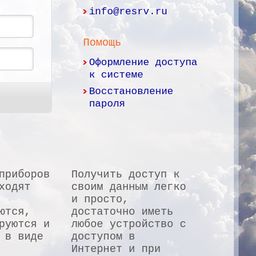 info@resrv.ru
Помощь
Оформление доступа
к системе
Восстановление
пароля
приборов
ходят
ются,
руются и
в виде
Получить доступ к
своим данным легко
и просто,
достаточно иметь
любое устройство с
доступом в
Интернет и при